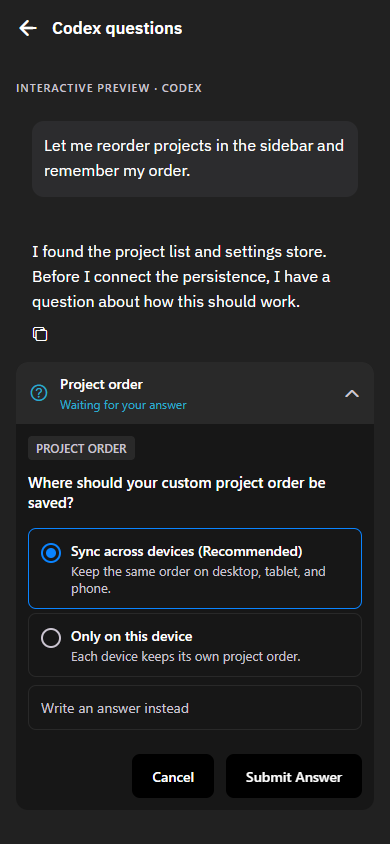 Codex questions
INTERACTIVE PREVIEW · CODEX
Let me reorder projects in the sidebar and
remember my order.
I found the project list and settings store.
Before I connect the persistence, I have a
question about how this should work.
Project order
Waiting for your answer
PROJECT ORDER
Where should your custom project order be
saved?
Sync across devices (Recommended)
Keep the same order on desktop, tablet, and
phone.
Only on this device
Each device keeps its own project order.
Write an answer instead
Cancel
Submit Answer